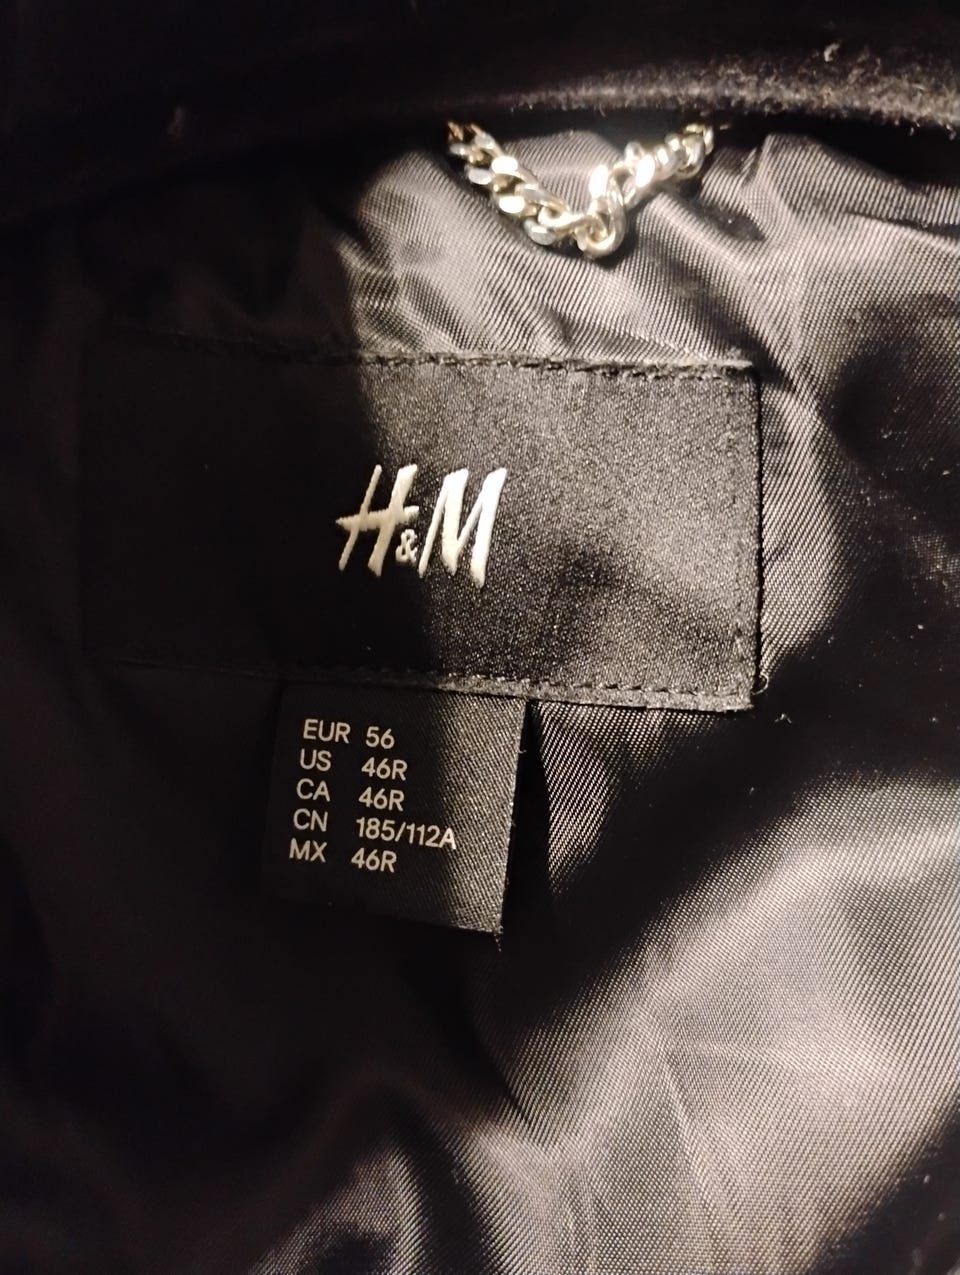 H&M
EUR 56
US 46R
CA 46R
CN 185/112A
MX 46R